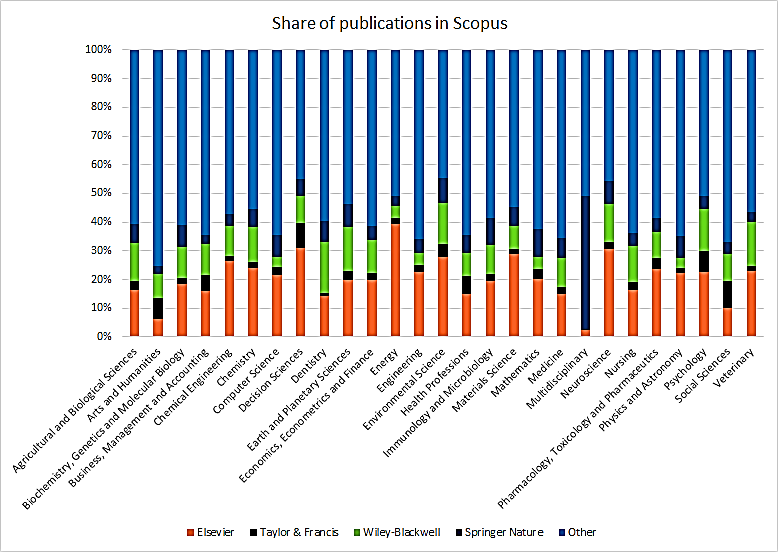 Share of publications in Scopus
100%
90%
80%
70%
60%
50%
40%
30%
20%
10%
0%
Agricultural and Biological Sciences
Arts and Humanities
Biochemistry, Genetics and Molecular Biology
Business, Management and Accounting
Chemical Engineering
Chemistry
Computer Science
Decision Sciences
Dentistry
Earth and Planetary Sciences
Economics, Econometrics and Finance
Energy
Engineering
Environmental Science
Health Professions
Immunology and Microbiology
Materials Science
Mathematics
Medicine
Multidisciplinary
Neuroscience
Nursing
Pharmacology, Toxicology and Pharmaceutics
Physics and Astronomy
Psychology
Social Sciences
Veterinary
Elsevier Taylor & Francis Wiley-Blackwell Springer Nature Other